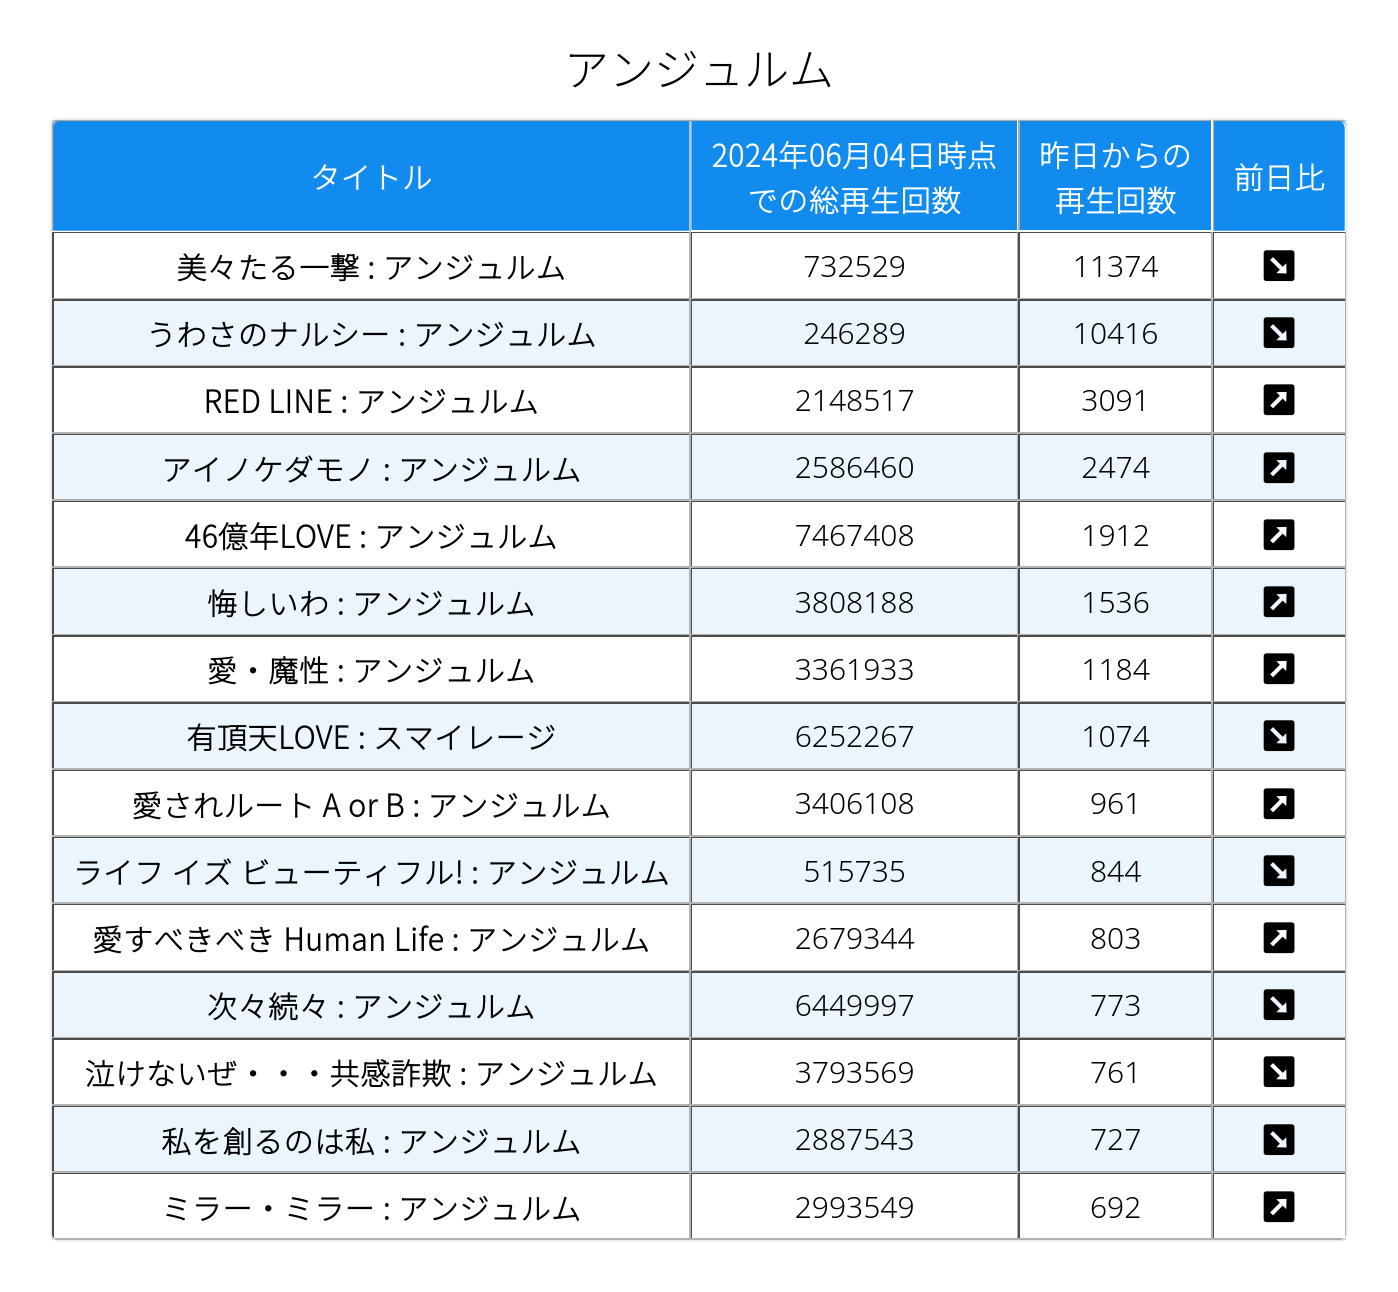 アンジュルム
タイトル 2024年06月04日時点での総再生回数 昨日からの再生回数 前日比
美々たる一撃 : アンジュルム 732529 11374 ↘
うわさのナルシー : アンジュルム 246289 10416 ↘
RED LINE : アンジュルム 2148517 3091 ↗
アイノケダモノ : アンジュルム 2586460 2474 ↗
46億年LOVE : アンジュルム 7467408 1912 ↗
悔しいわ : アンジュルム 3808188 1536 ↗
愛・魔性 : アンジュルム 3361933 1184 ↗
有頂天LOVE : スマイレージ 6252267 1074 ↘
愛されルート A or B : アンジュルム 3406108 961 ↗
ライフ イズ ビューティフル! : アンジュルム 515735 844 ↘
愛すべきべき Human Life : アンジュルム 2679344 803 ↗
次々続々 : アンジュルム 6449997 773 ↘
泣けないぜ・・・共感詐欺 : アンジュルム 3793569 761 ↘
私を創るのは私 : アンジュルム 2887543 727 ↘
ミラー・ミラー : アンジュルム 2993549 692 ↗